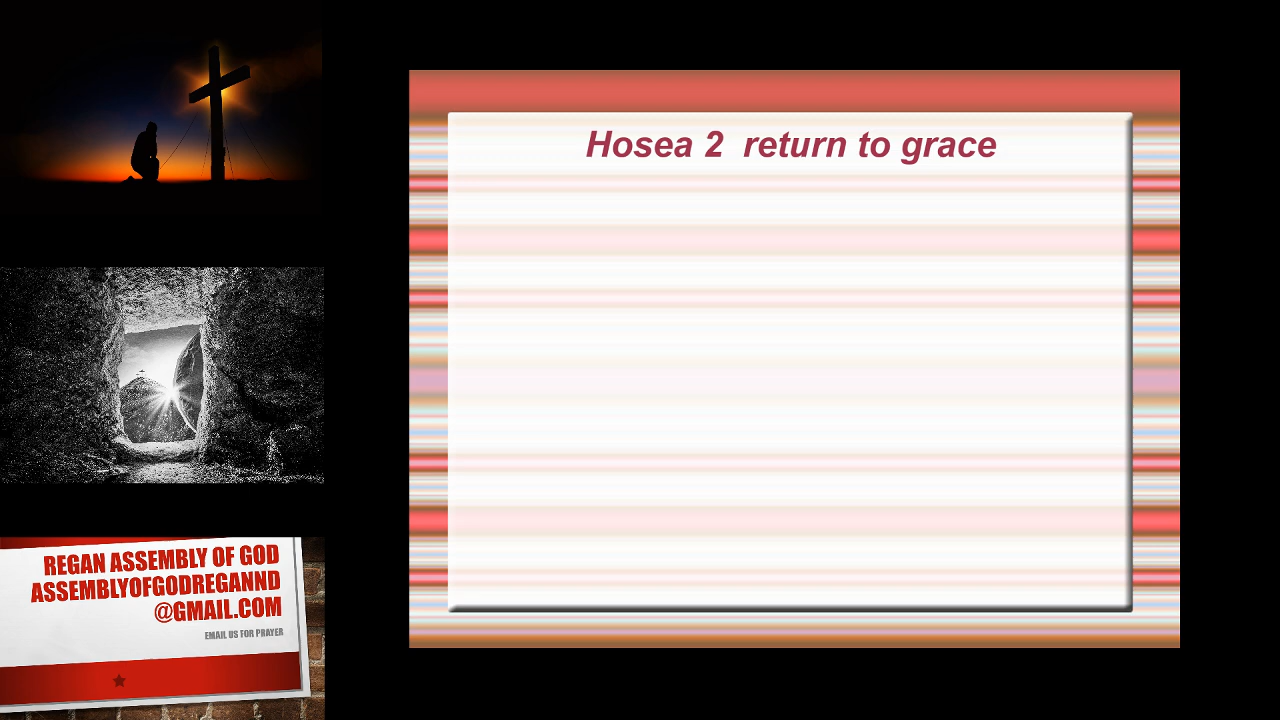 Hosea 2  return to grace
REGAN ASSEMBLY OF GOD
ASSEMBLYOFGODREGANND
@GMAIL.COM
EMAIL US FOR PRAYER